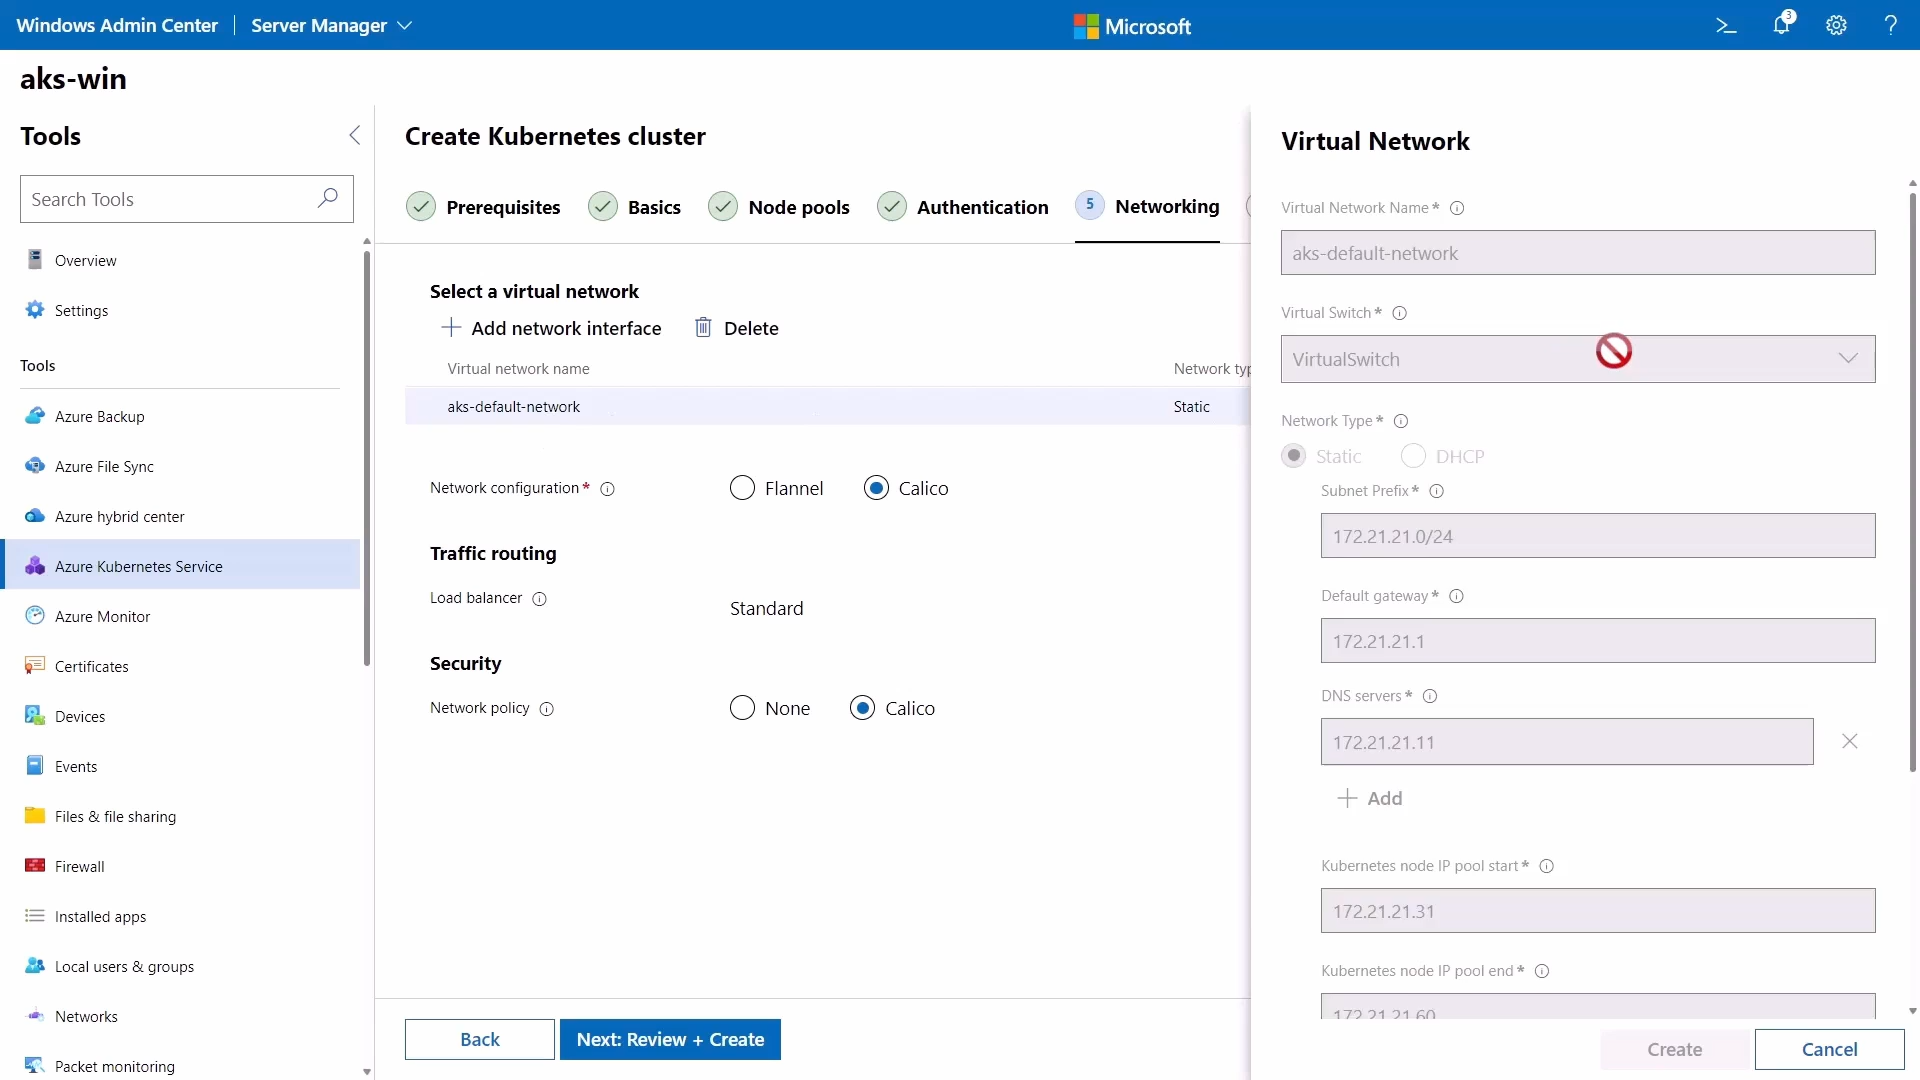 Windows Admin Center | Server Manager
Microsoft
3
?
aks-win
Tools
Search Tools
Overview
Settings
Tools
Azure Backup
Azure File Sync
Azure hybrid center
Azure Kubernetes Service
Azure Monitor
Certificates
Devices
Events
Files & file sharing
Firewall
Installed apps
Local users & groups
Networks
Packet monitoring
Create Kubernetes cluster
Prerequisites
Basics
Node pools
Authentication
5 Networking
Select a virtual network
Add network interface
Delete
Virtual network name
Network typ
aks-default-network
Static
Network configuration*
Flannel
Calico
Traffic routing
Load balancer
Standard
Security
Network policy
None
Calico
Back
Next: Review + Create
Virtual Network
Virtual Network Name*
aks-default-network
Virtual Switch*
VirtualSwitch
Network Type*
Static
DHCP
Subnet Prefix*
172.21.21.0/24
Default gateway*
172.21.21.1
DNS servers*
172.21.21.11
Add
Kubernetes node IP pool start*
172.21.21.31
Kubernetes node IP pool end*
172.21.21.60
Create
Cancel